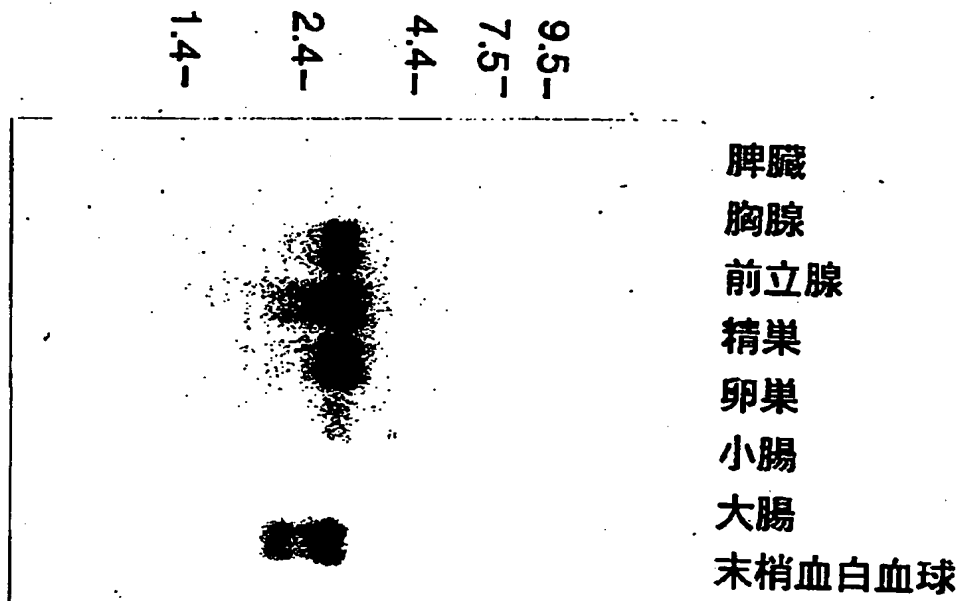 1.4-
2.4-
4.4-
7.5-
9.5-
脾臓
胸腺
前立腺
精巣
卵巣
小腸
大腸
末梢血白血球